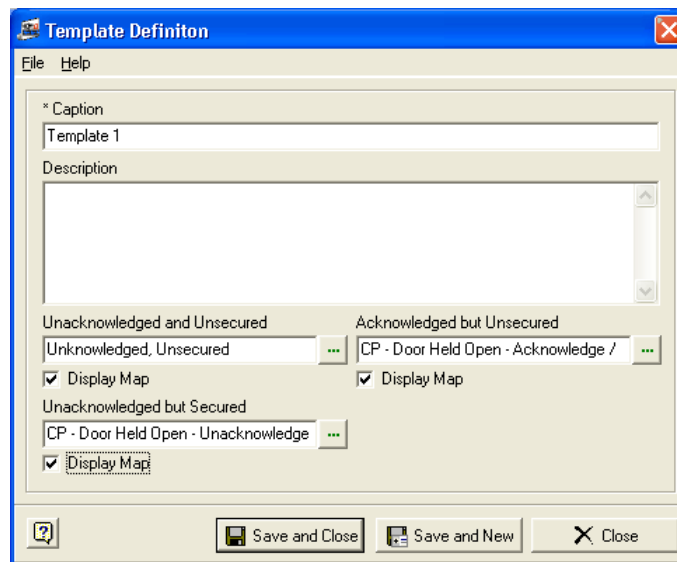 Template Definiton
File Help
* Caption
Template 1
Description
Unacknowledged and Unsecured Acknowledged but Unsecured
Unknowledged, Unsecured ... CP - Door Held Open - Acknowledge / ...
Display Map Display Map
Unacknowledged but Secured
CP - Door Held Open - Unacknowledge ...
Display Map
? Save and Close Save and New Close